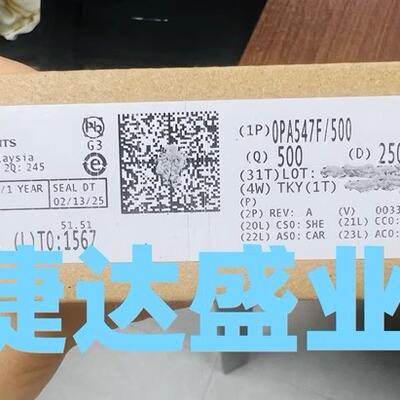 NTS
laysia
2Q: 245
Pb
G3
e
/1 YEAR
SEAL DT
02/13/25
51.51
(L)TO:1567
(1P) OPA547F/500
(Q) 500 (D) 250
(31T) LOT:
(4W) TKY(1T)
(P)
(2P) REV: A (V) 0033
(20L) CSO: SHE (21L) CCO:
(22L) ASO: CAR (23L) ACO:
捷达盛业